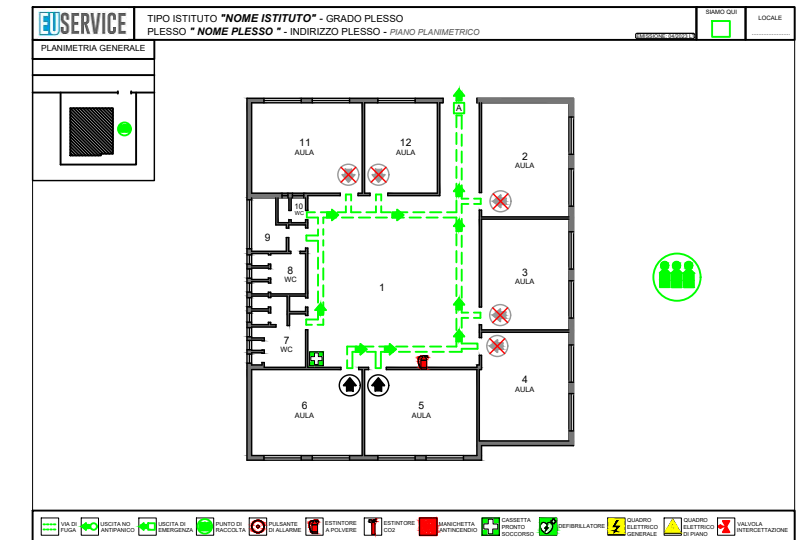 EUSERVICE
TIPO ISTITUTO "NOME ISTITUTO" - GRADO PLESSO
PLESSO " NOME PLESSO " - INDIRIZZO PLESSO - PIANO PLANIMETRICO
SIAMO QUI
LOCALE
PLANIMETRIA GENERALE
A
11
AULA
12
AULA
2
AULA
10
WC
9
8
WC
1
3
AULA
7
WC
4
AULA
6
AULA
5
AULA
VIA DI
FUGA
USCITA NO
ANTIPANICO
USCITA DI
EMERGENZA
PUNTO DI
RACCOLTA
PULSANTE
DI ALLARME
ESTINTORE
A POLVERE
ESTINTORE
CO2
MANICHETTA
ANTINCENDIO
CASSETTA
PRONTO
SOCCORSO
DEFIBRILLATORE
QUADRO
ELETTRICO
GENERALE
QUADRO
ELETTRICO
DI PIANO
VALVOLA
INTERCETTAZIONE